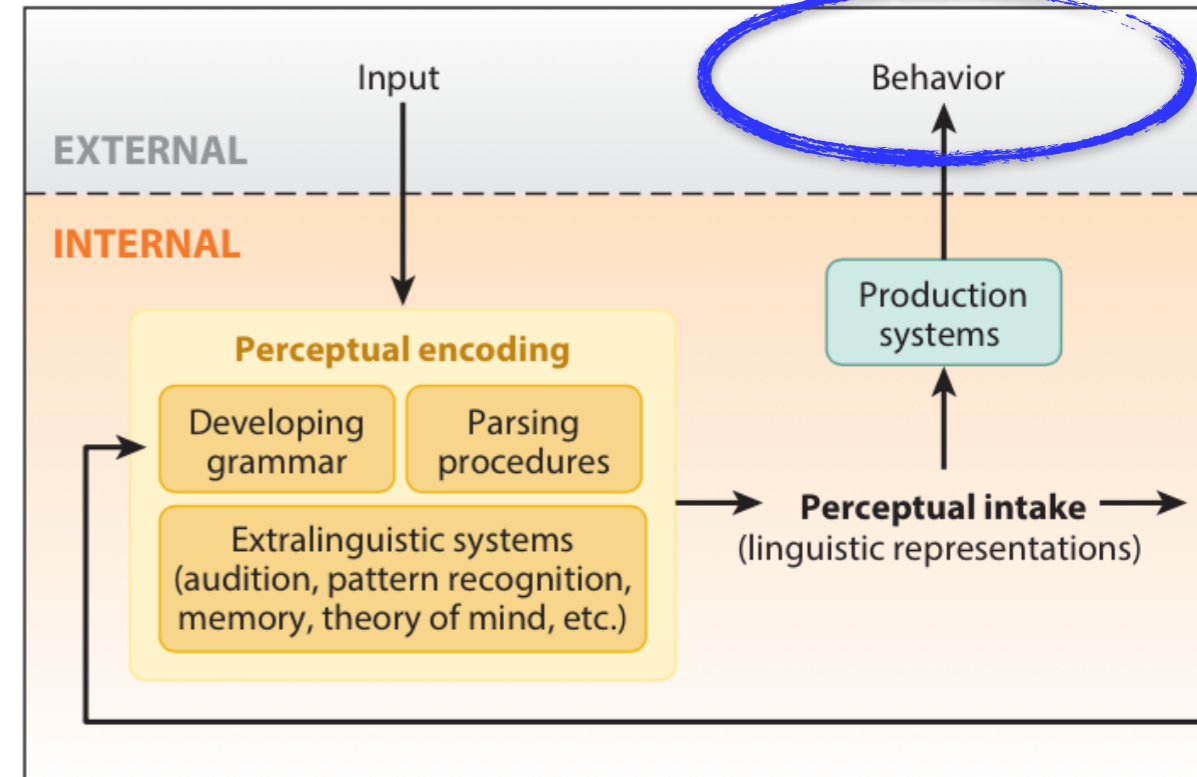 Input
Behavior
EXTERNAL
INTERNAL
Production
systems
Perceptual encoding
Developing
grammar
Parsing
procedures
Extralinguistic systems
(audition, pattern recognition,
memory, theory of mind, etc.)
Perceptual intake
(linguistic representations)